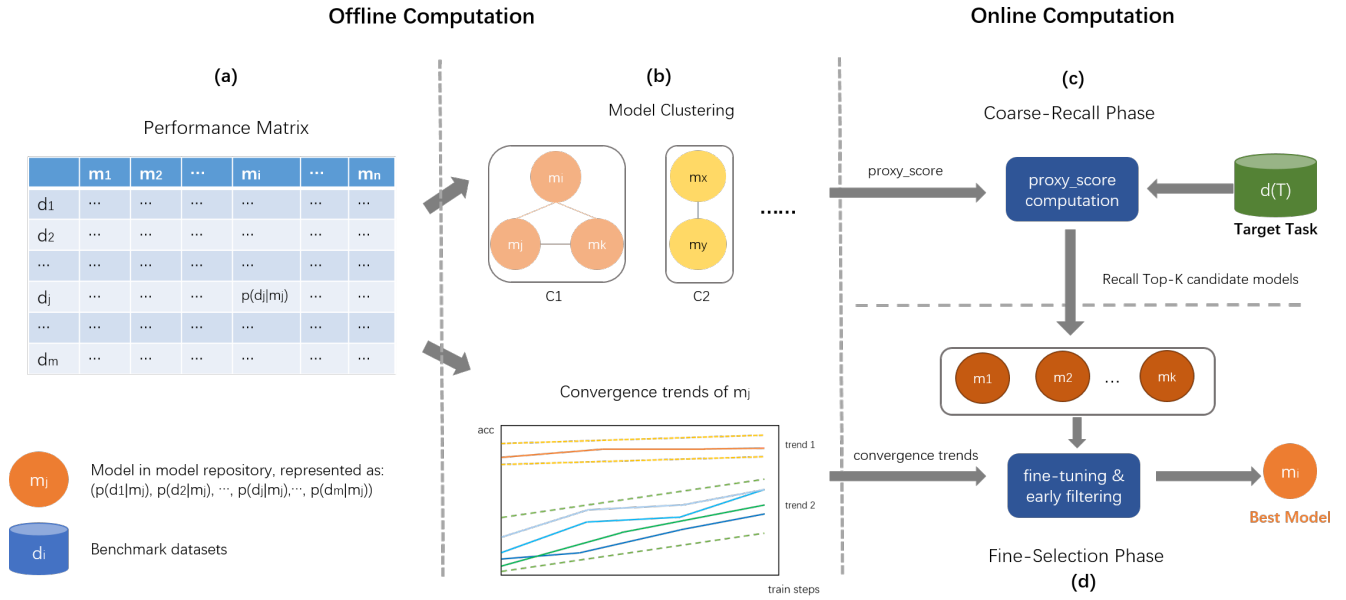 Offline Computation
Online Computation
(a)
(b)
(c)
Performance Matrix
Model Clustering
Coarse-Recall Phase
m1 m2 ... mi ... mn
d1 ... ... ... ... ... ...
d2 ... ... ... ... ... ...
... ... ... ... ... ... ...
dj ... ... ... p(dj|mj) ... ...
... ... ... ... ... ... ...
dm ... ... ... ... ... ...
mi
mj
mk
C1
mx
my
C2
......
proxy_score
proxy_score
computation
d(T)
Target Task
Recall Top-K candidate models
m1 m2 ... mk
Convergence trends of mj
acc
trend 1
trend 2
train steps
convergence trends
fine-tuning &
early filtering
mi
Best Model
Fine-Selection Phase
(d)
mj
Model in model repository, represented as:
(p(d1|mj), p(d2|mj), ..., p(dj|mj),..., p(dm|mj))
di
Benchmark datasets